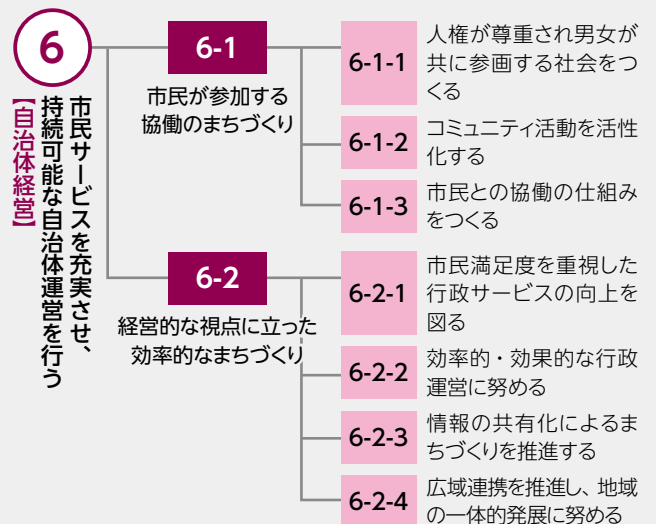 6
市民サービスを充実させ、
持続可能な自治体運営を行う
【自治体経営】
6-1
市民が参加する
協働のまちづくり
6-1-1
人権が尊重され男女が
共に参画する社会をつ
くる
6-1-2
コミュニティ活動を活性
化する
6-1-3
市民との協働の仕組み
をつくる
6-2
経営的な視点に立った
効率的なまちづくり
6-2-1
市民満足度を重視した
行政サービスの向上を
図る
6-2-2
効率的・効果的な行政
運営に努める
6-2-3
情報の共有化によるま
ちづくりを推進する
6-2-4
広域連携を推進し、地域
の一体的発展に努める